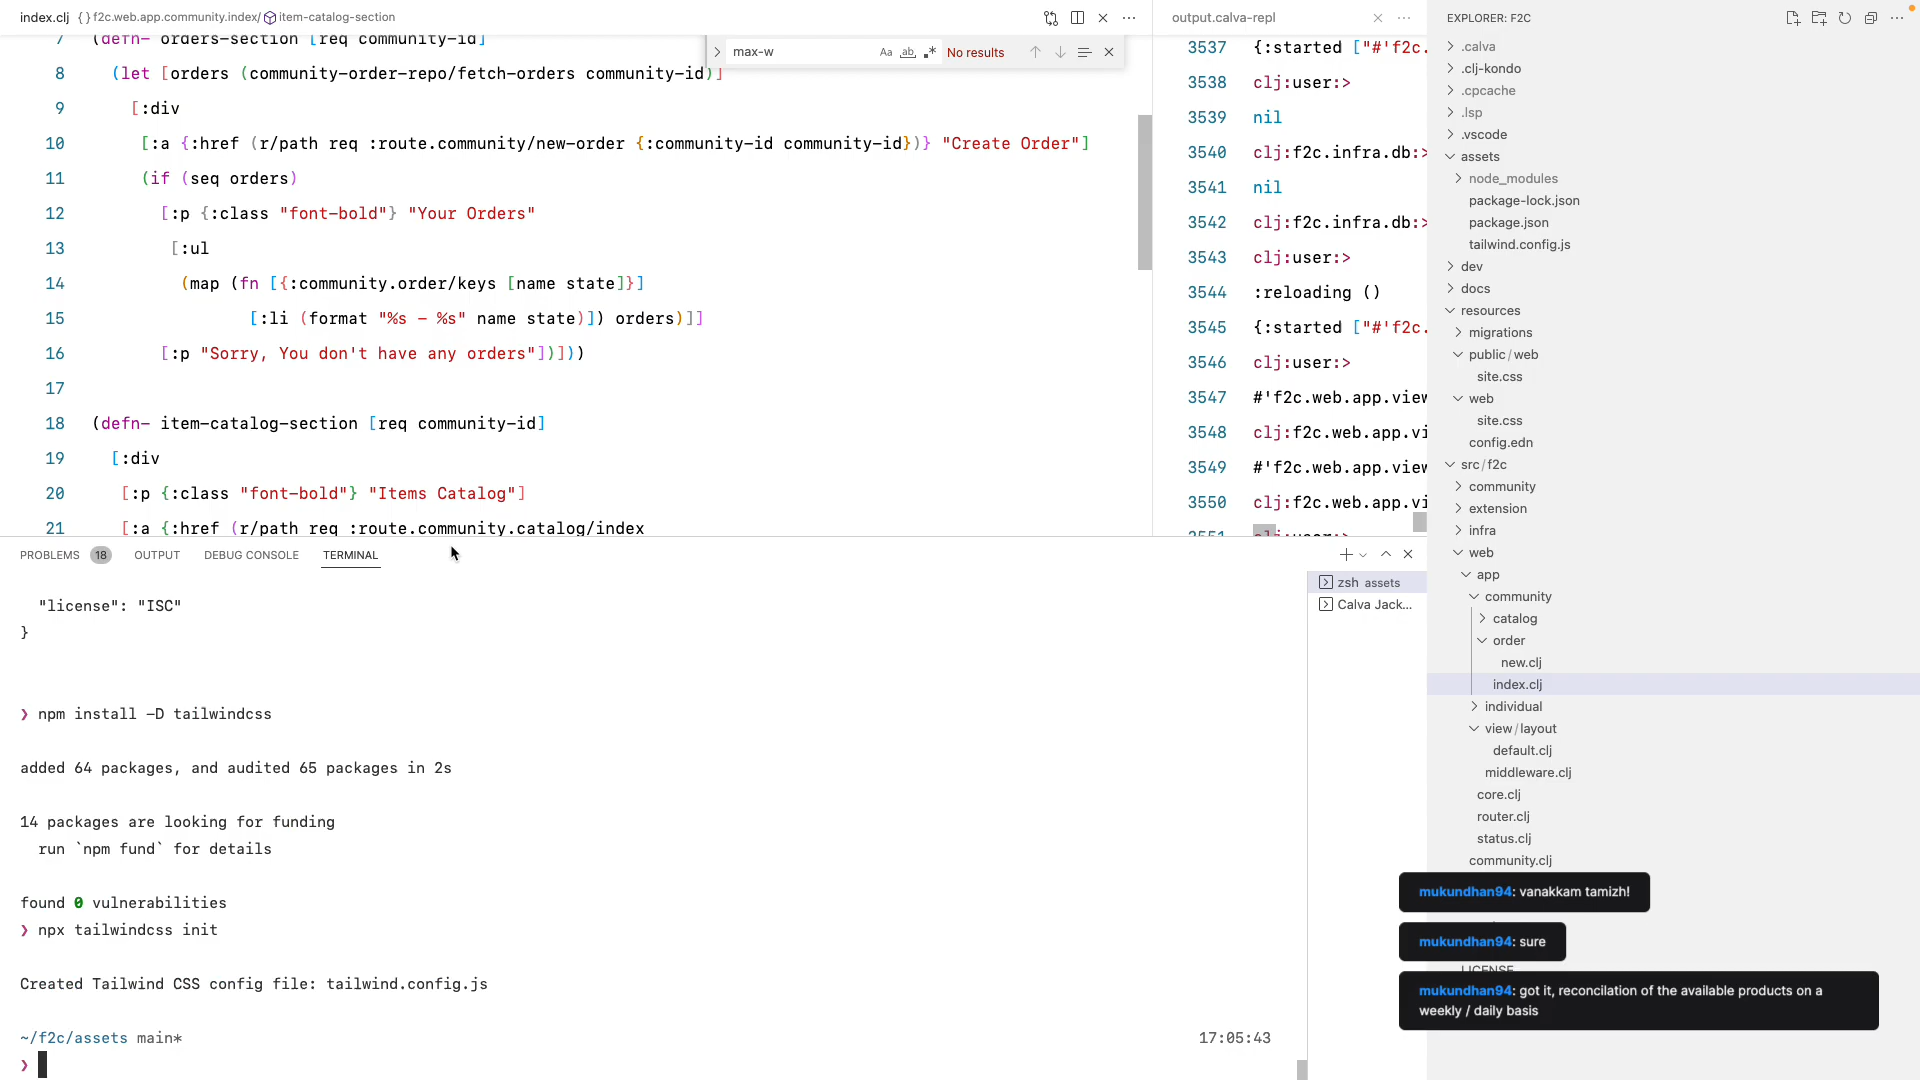 index.clj {} f2c.web.app.community.index/ item-catalog-section
7 (defn- orders-section [req community-id]
max-w
Aa ab No results
8 (let [orders (community-order-repo/fetch-orders community-id)]
9 [:div
10 [:a {:href (r/path req :route.community/new-order {:community-id community-id})} "Create Order"]
11 (if (seq orders)
12 [:p {:class "font-bold"} "Your Orders"
13 [:ul
14 (map (fn [{:community.order/keys [name state]}]
15 [:li (format "%s - %s" name state)]) orders)]]
16 [:p "Sorry, You don't have any orders"])]))
17
18 (defn- item-catalog-section [req community-id]
19 [:div
20 [:p {:class "font-bold"} "Items Catalog"]
21 [:a {:href (r/path req :route.community.catalog/index
output.calva-repl
3537 {:started ["#'f2c.
3538 clj:user:>
3539 nil
3540 clj:f2c.infra.db:>
3541 nil
3542 clj:f2c.infra.db:>
3543 clj:user:>
3544 :reloading ()
3545 {:started ["#'f2c.
3546 clj:user:>
3547 #'f2c.web.app.view
3548 clj:f2c.web.app.vi
3549 #'f2c.web.app.view
3550 clj:f2c.web.app.vi
3551 clj:user:>
PROBLEMS 18 OUTPUT DEBUG CONSOLE TERMINAL
"license": "ISC"
}
❯ npm install -D tailwindcss
added 64 packages, and audited 65 packages in 2s
14 packages are looking for funding
run `npm fund` for details
found 0 vulnerabilities
❯ npx tailwindcss init
Created Tailwind CSS config file: tailwind.config.js
~/f2c/assets main* 17:05:43
❯
zsh assets
Calva Jack...
EXPLORER: F2C
.calva
.clj-kondo
.cpcache
.lsp
.vscode
assets
node_modules
package-lock.json
package.json
tailwind.config.js
dev
docs
resources
migrations
public/web
site.css
web
site.css
config.edn
src/f2c
community
extension
infra
web
app
community
catalog
order
new.clj
index.clj
individual
view/layout
default.clj
middleware.clj
core.clj
router.clj
status.clj
community.clj
mukundhan94: vanakkam tamizh!
mukundhan94: sure
LICENSE
mukundhan94: got it, reconcilation of the available products on a
weekly / daily basis